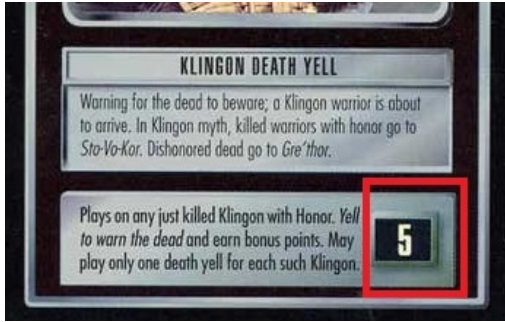 KLINGON DEATH YELL
Warning for the dead to beware; a Klingon warrior is about
to arrive. In Klingon myth, killed warriors with honor go to
Sto-Vo-Kor. Dishonored dead go to Gre'thor.
Plays on any just killed Klingon with Honor. Yell
to warn the dead and earn bonus points. May
play only one death yell for each such Klingon.
5